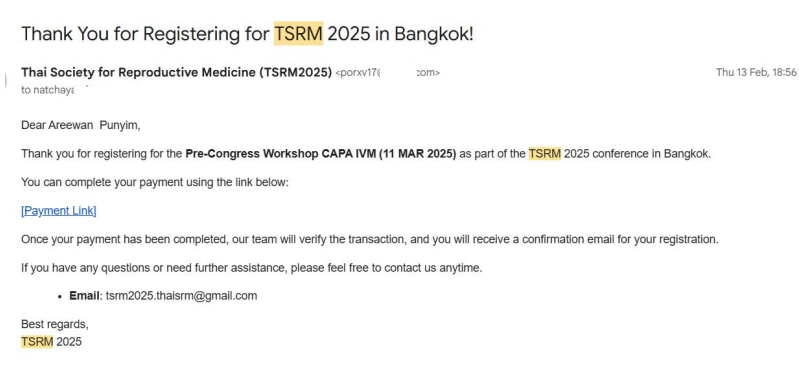 Thank You for Registering for TSRM 2025 in Bangkok!
Thai Society for Reproductive Medicine (TSRM2025) <porxv17( com> Thu 13 Feb, 18:56
to natchaya
Dear Areewan Punyim,
Thank you for registering for the Pre-Congress Workshop CAPA IVM (11 MAR 2025) as part of the TSRM 2025 conference in Bangkok.
You can complete your payment using the link below:
[Payment Link]
Once your payment has been completed, our team will verify the transaction, and you will receive a confirmation email for your registration.
If you have any questions or need further assistance, please feel free to contact us anytime.
• Email: tsrm2025.thaisrm@gmail.com
Best regards,
TSRM 2025